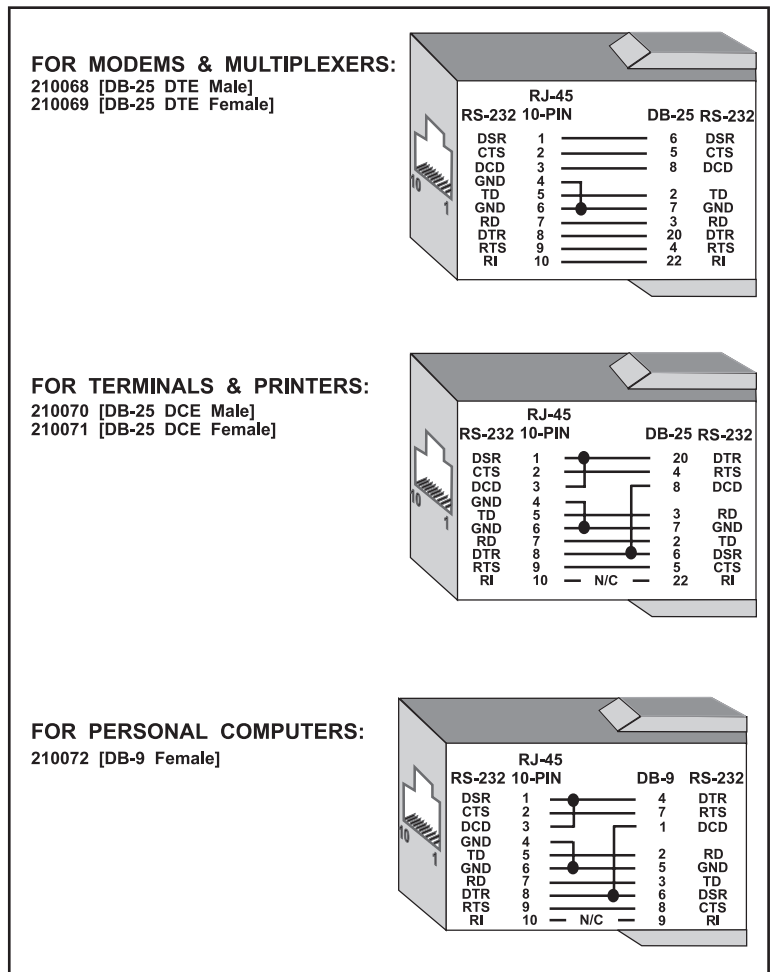 FOR MODEMS & MULTIPLEXERS:
210068 [DB-25 DTE Male]
210069 [DB-25 DTE Female]
10
1
RJ-45
RS-232 10-PIN DB-25 RS-232
DSR 1 6 DSR
CTS 2 5 CTS
DCD 3 8 DCD
GND 4
TD 5 2 TD
GND 6 7 GND
RD 7 3 RD
DTR 8 20 DTR
RTS 9 4 RTS
RI 10 22 RI
FOR TERMINALS & PRINTERS:
210070 [DB-25 DCE Male]
210071 [DB-25 DCE Female]
10
1
RJ-45
RS-232 10-PIN DB-25 RS-232
DSR 1 20 DTR
CTS 2 4 RTS
DCD 3 8 DCD
GND 4
TD 5 3 RD
GND 6 7 GND
RD 7 2 TD
DTR 8 6 DSR
RTS 9 5 CTS
RI 10 N/C 22 RI
FOR PERSONAL COMPUTERS:
210072 [DB-9 Female]
10
1
RJ-45
RS-232 10-PIN DB-9 RS-232
DSR 1 4 DTR
CTS 2 7 RTS
DCD 3 1 DCD
GND 4
TD 5 2 RD
GND 6 5 GND
RD 7 3 TD
DTR 8 6 DSR
RTS 9 8 CTS
RI 10 N/C 9 RI